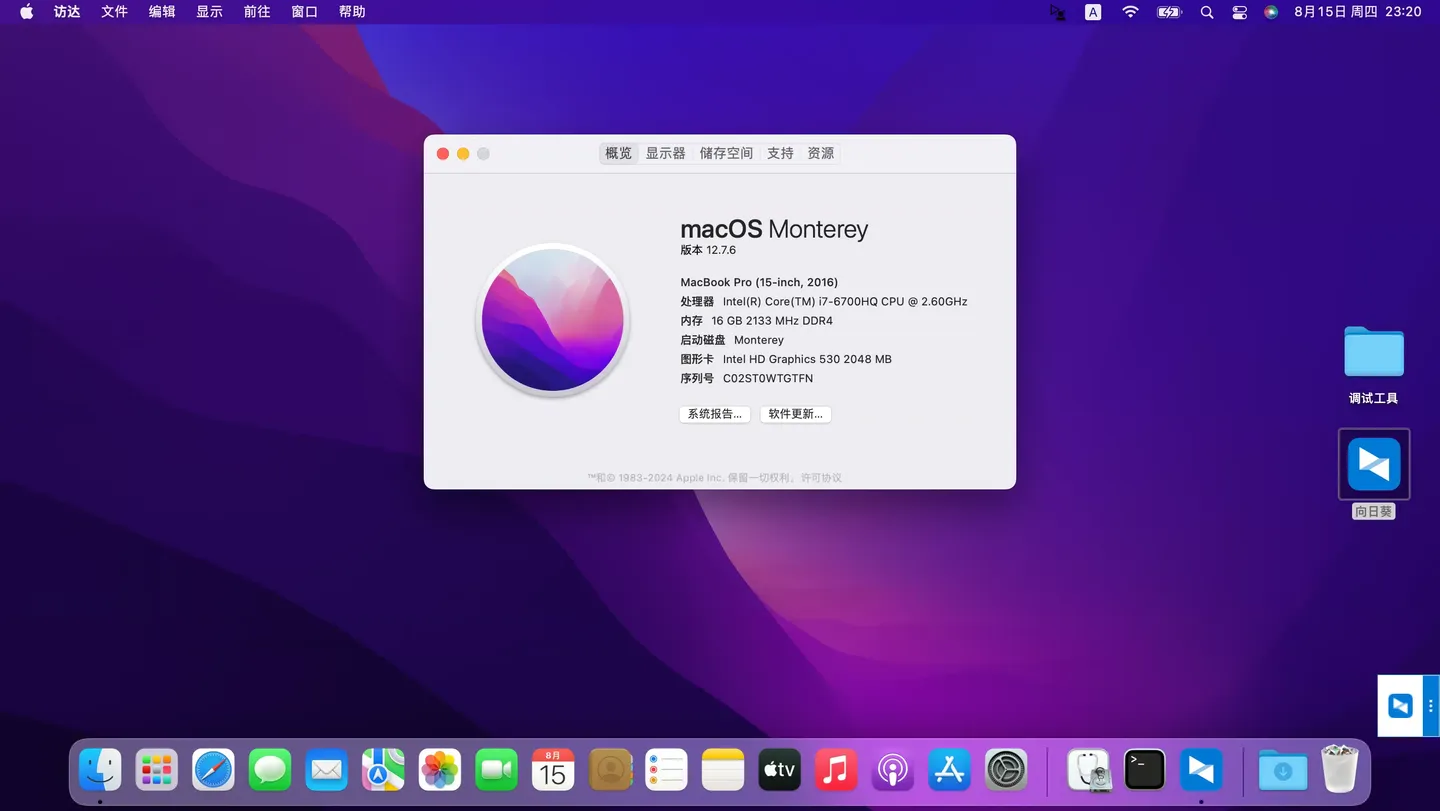 访达 文件 编辑 显示 前往 窗口 帮助 A 8月15日 周四 23:20
概览 显示器 储存空间 支持 资源
macOS Monterey
版本 12.7.6
MacBook Pro (15-inch, 2016)
处理器 Intel(R) Core(TM) i7-6700HQ CPU @ 2.60GHz
内存 16 GB 2133 MHz DDR4
启动磁盘 Monterey
图形卡 Intel HD Graphics 530 2048 MB
序列号 C02ST0WTGTFN
系统报告... 软件更新...
™和© 1983-2024 Apple Inc. 保留一切权利。许可协议
调试工具
向日葵
8月
15
tv
>_